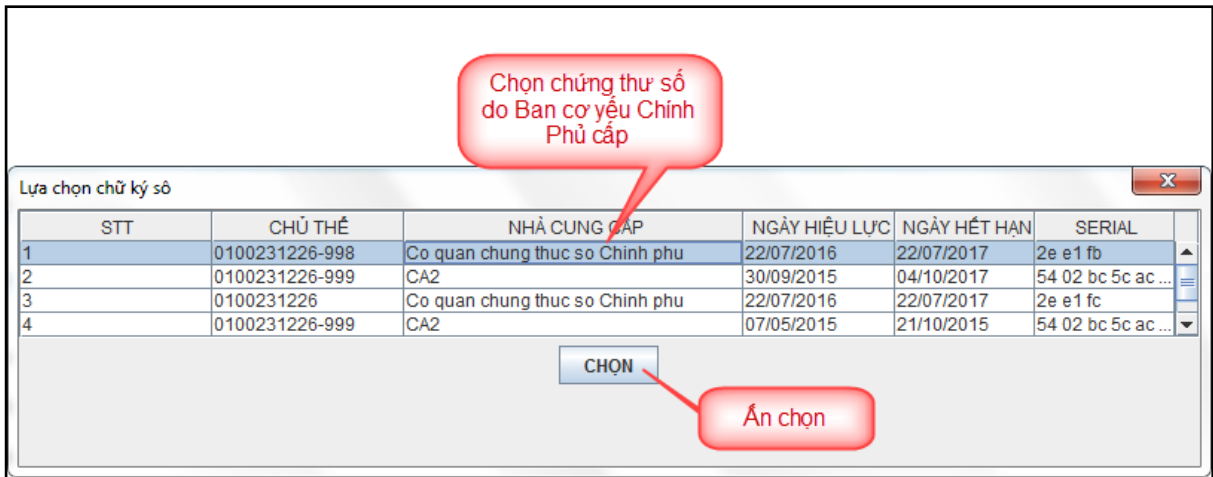 Chọn chứng thư số
do Ban cơ yếu Chính
Phủ cấp
Lựa chọn chữ ký số
STT CHỦ THỂ NHÀ CUNG CẤP NGÀY HIỆU LỰC NGÀY HẾT HẠN SERIAL
1 0100231226-998 Co quan chung thuc so Chinh phu 22/07/2016 22/07/2017 2e e1 fb
2 0100231226-999 CA2 30/09/2015 04/10/2017 54 02 bc 5c ac ...
3 0100231226 Co quan chung thuc so Chinh phu 22/07/2016 22/07/2017 2e e1 fc
4 0100231226-999 CA2 07/05/2015 21/10/2015 54 02 bc 5c ac ...
CHỌN
Ấn chọn